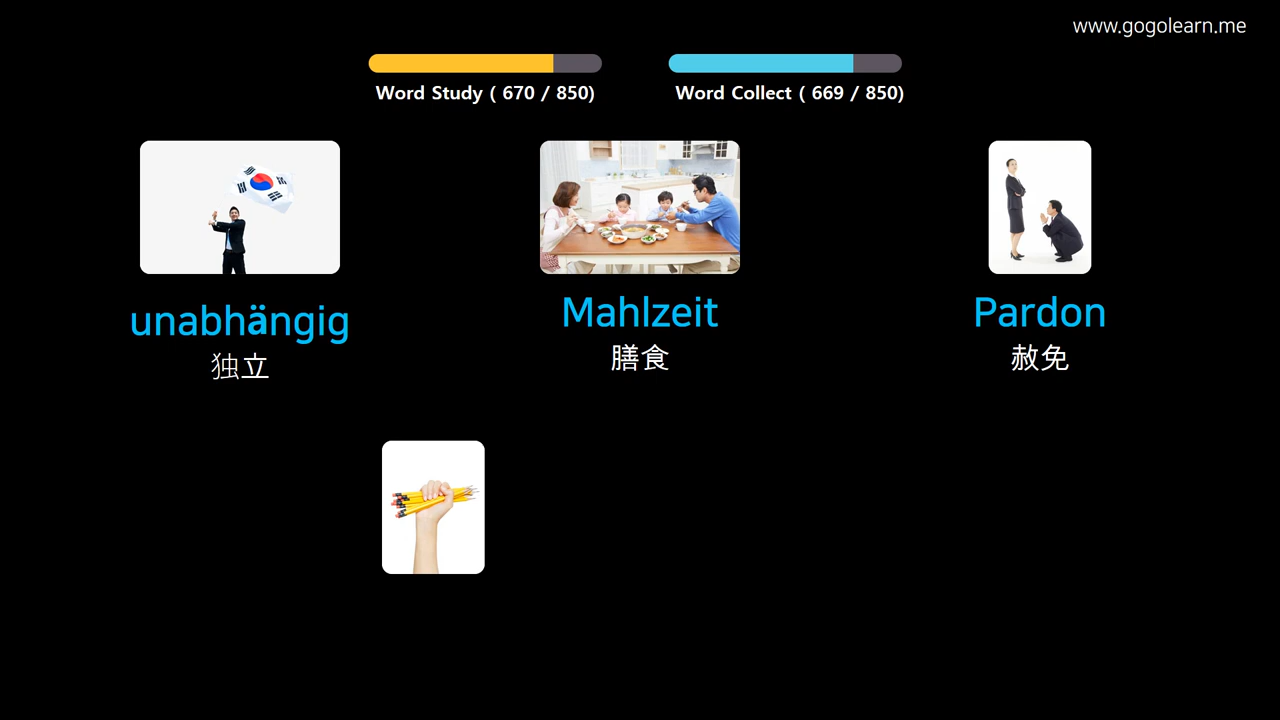 www.gogolearn.me
Word Study ( 670 / 850)
Word Collect ( 669 / 850)
unabhängig
独立
Mahlzeit
膳食
Pardon
赦免